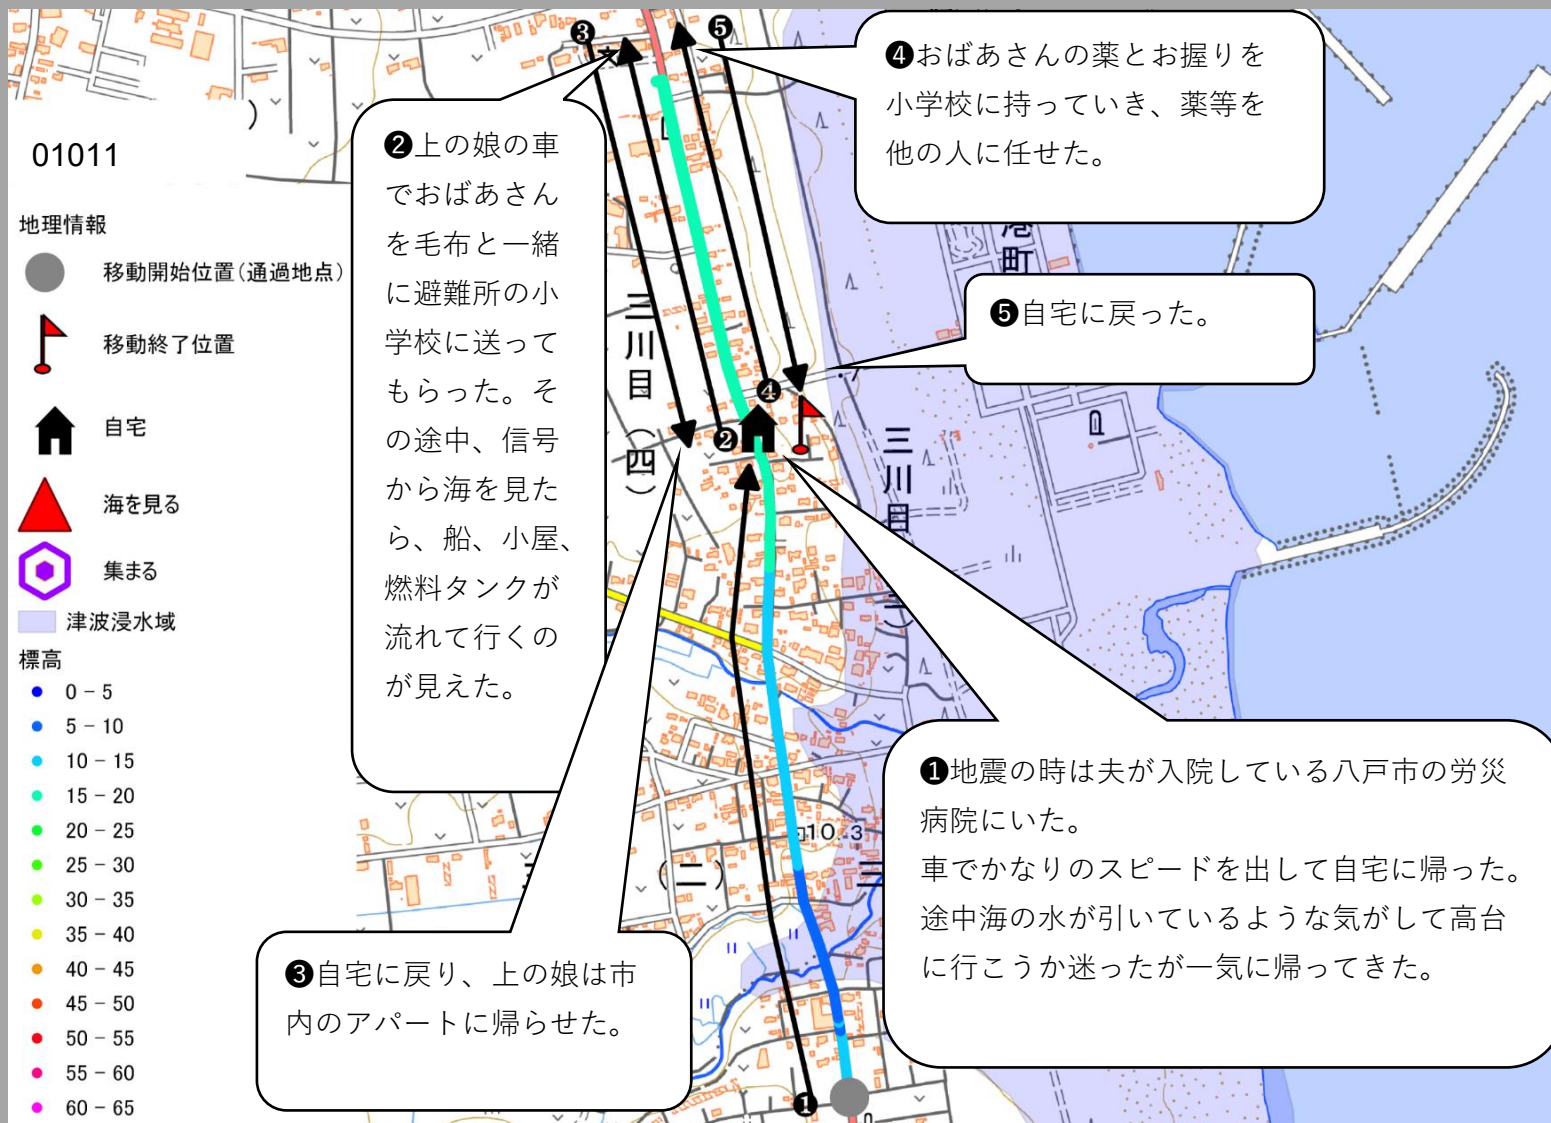 ❸
❺
❹おばあさんの薬とお握りを
小学校に持っていき、薬等を
他の人に任せた。
01011
❷上の娘の車
でおばあさん
を毛布と一緒
に避難所の小
学校に送って
もらった。そ
の途中、信号
から海を見た
ら、船、小屋、
燃料タンクが
流れて行くの
が見えた。
地理情報
移動開始位置(通過地点)
移動終了位置
自宅
海を見る
集まる
津波浸水域
標高
0－5
5－10
10－15
15－20
20－25
25－30
30－35
35－40
40－45
45－50
50－55
55－60
60－65
港町
❺自宅に戻った。
三川目(四)
❹
❷
三川目
10.3
(二)
三
❶地震の時は夫が入院している八戸市の労災
病院にいた。
車でかなりのスピードを出して自宅に帰った。
途中海の水が引いているような気がして高台
に行こうか迷ったが一気に帰ってきた。
❸自宅に戻り、上の娘は市
内のアパートに帰らせた。
❶